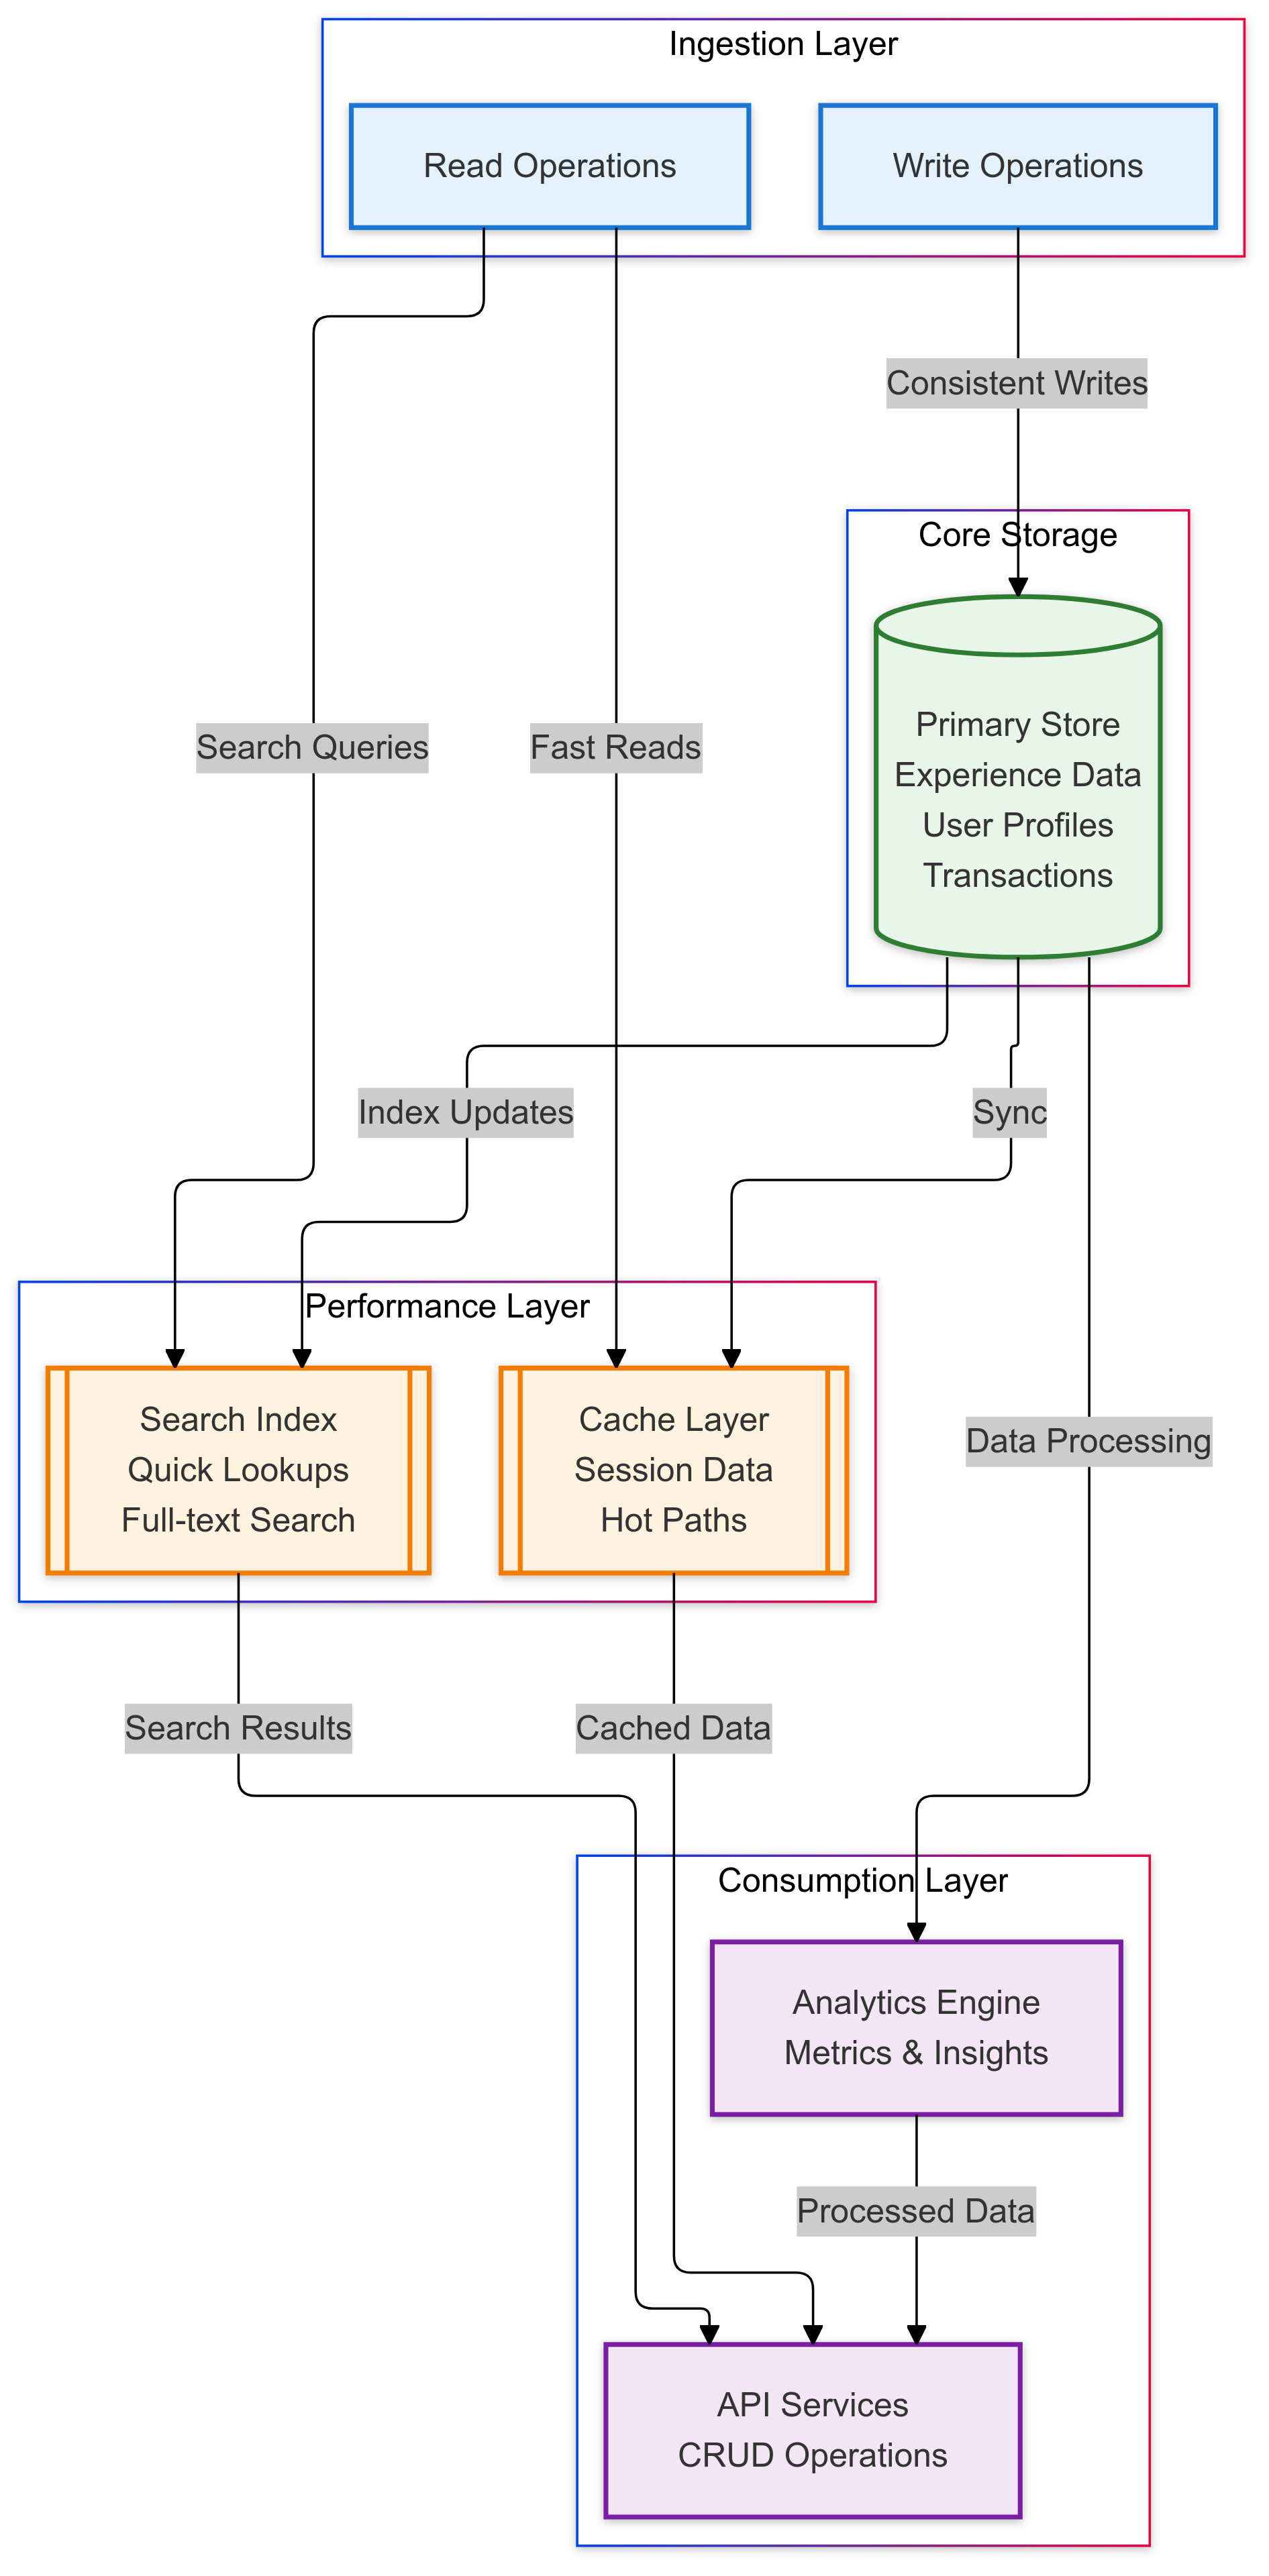 Ingestion Layer
Read Operations
Write Operations
Consistent Writes
Core Storage
Primary Store
Experience Data
User Profiles
Transactions
Search Queries
Fast Reads
Index Updates
Sync
Performance Layer
Search Index
Quick Lookups
Full-text Search
Cache Layer
Session Data
Hot Paths
Data Processing
Search Results
Cached Data
Consumption Layer
Analytics Engine
Metrics & Insights
Processed Data
API Services
CRUD Operations